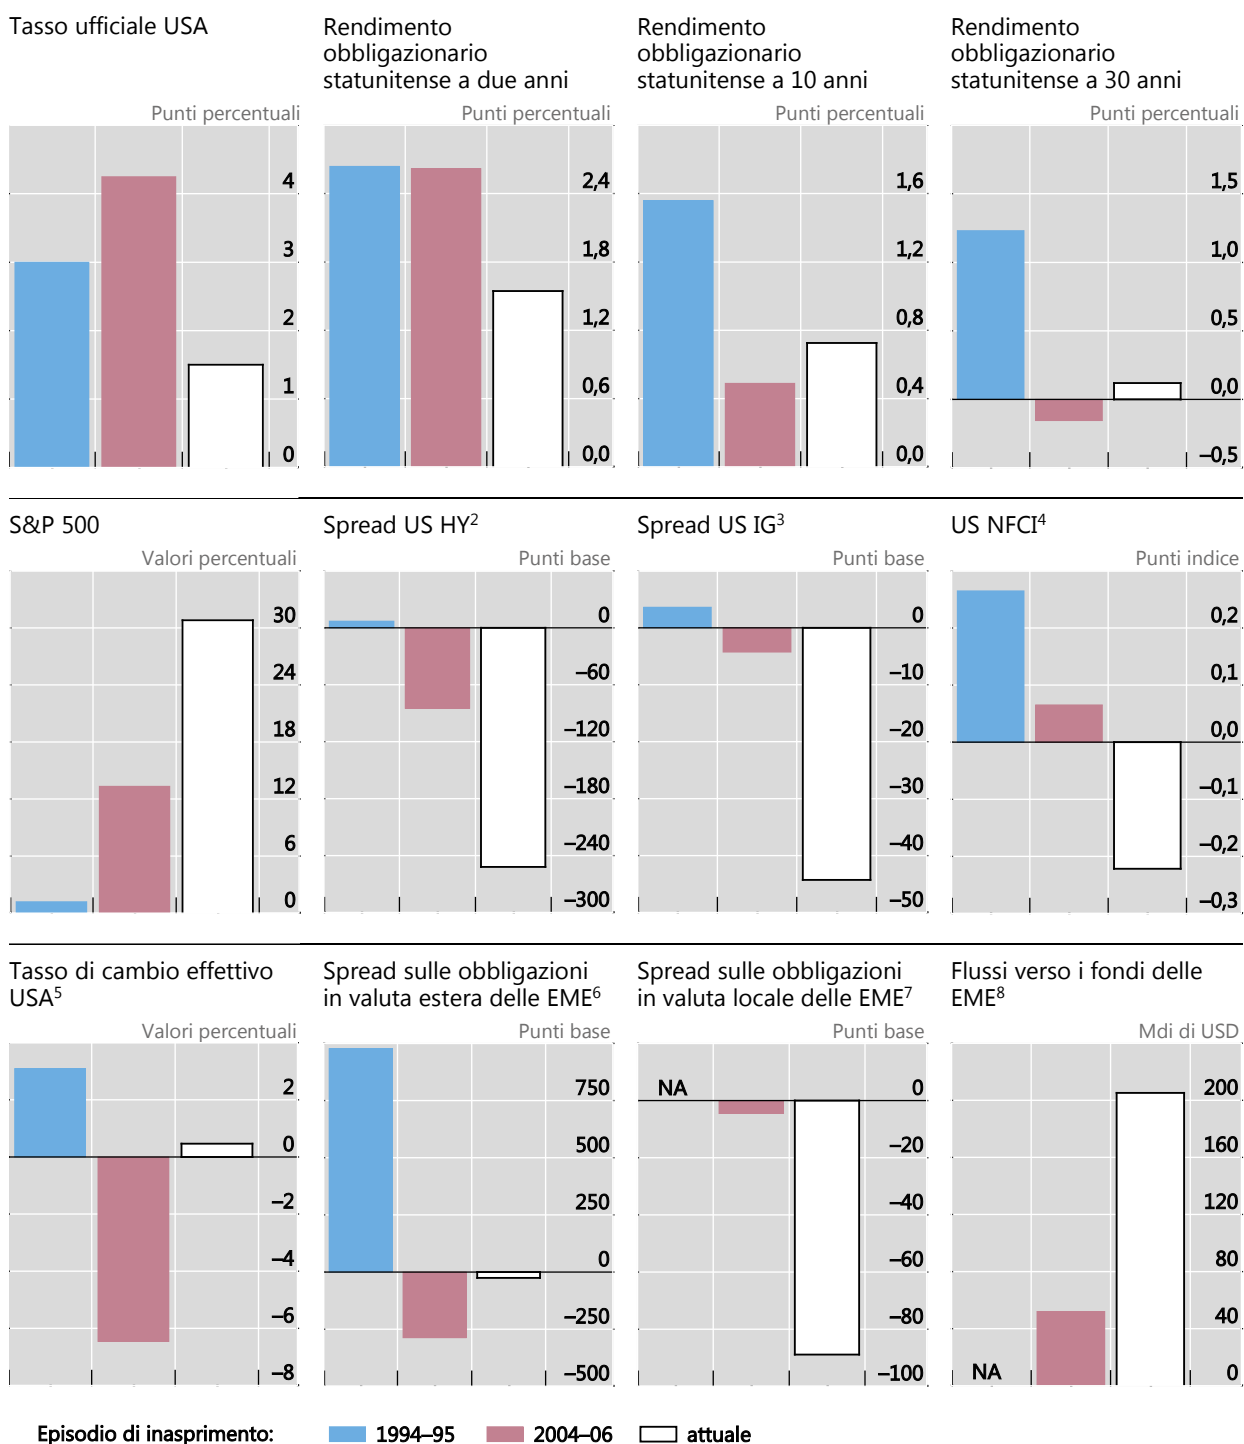 Tasso ufficiale USA
Punti percentuali
4
3
2
1
0
Rendimento
obbligazionario
statunitense a due anni
Punti percentuali
2,4
1,8
1,2
0,6
0,0
Rendimento
obbligazionario
statunitense a 10 anni
Punti percentuali
1,6
1,2
0,8
0,4
0,0
Rendimento
obbligazionario
statunitense a 30 anni
Punti percentuali
1,5
1,0
0,5
0,0
–0,5
S&P 500
Valori percentuali
30
24
18
12
6
0
Spread US HY²
Punti base
0
–60
–120
–180
–240
–300
Spread US IG³
Punti base
0
–10
–20
–30
–40
–50
US NFCI⁴
Punti indice
0,2
0,1
0,0
–0,1
–0,2
–0,3
Tasso di cambio effettivo
USA⁵
Valori percentuali
2
0
–2
–4
–6
–8
Spread sulle obbligazioni
in valuta estera delle EME⁶
Punti base
750
500
250
0
–250
–500
Spread sulle obbligazioni
in valuta locale delle EME⁷
Punti base
NA
0
–20
–40
–60
–80
–100
Flussi verso i fondi delle
EME⁸
Mdi di USD
200
160
120
80
40
0
NA
Episodio di inasprimento: 1994–95 2004–06 attuale